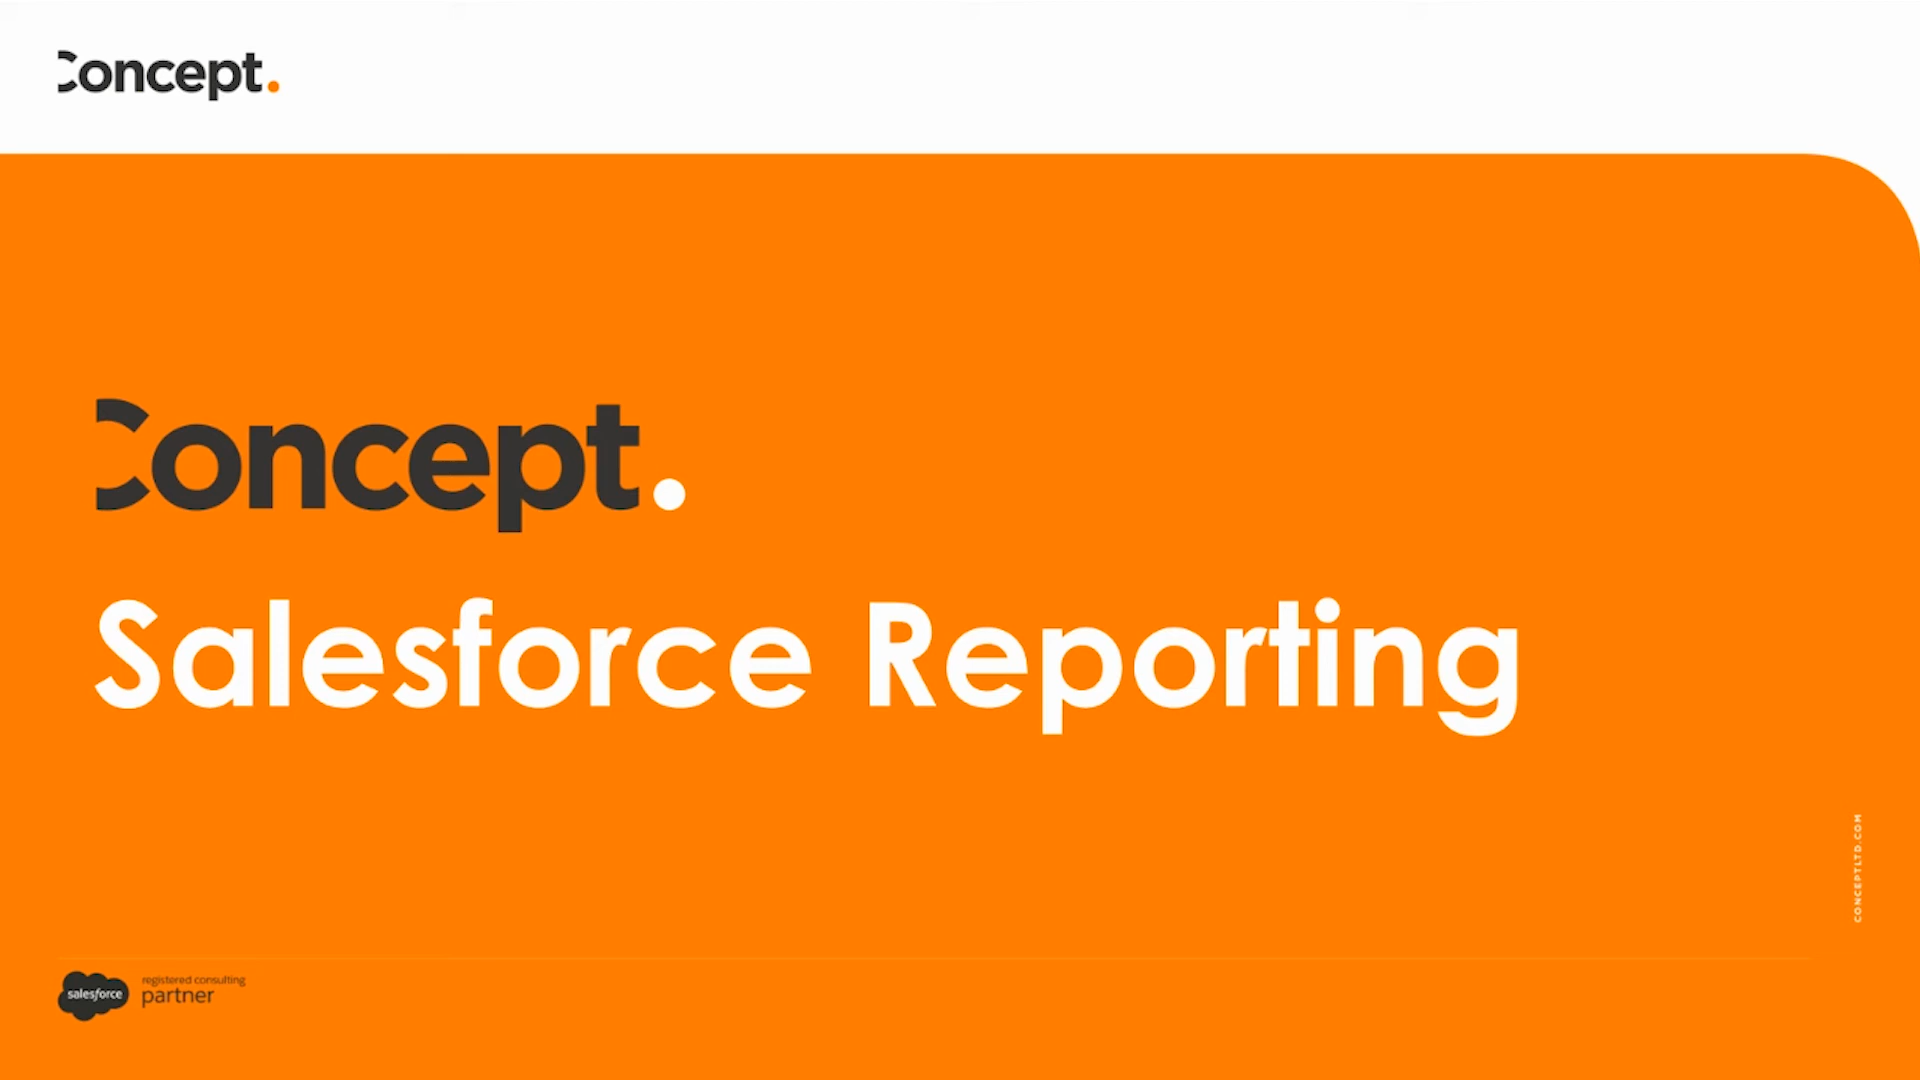 Concept.
Concept.
Salesforce Reporting
CONCEPTLTD.COM
salesforce
registered consulting
partner